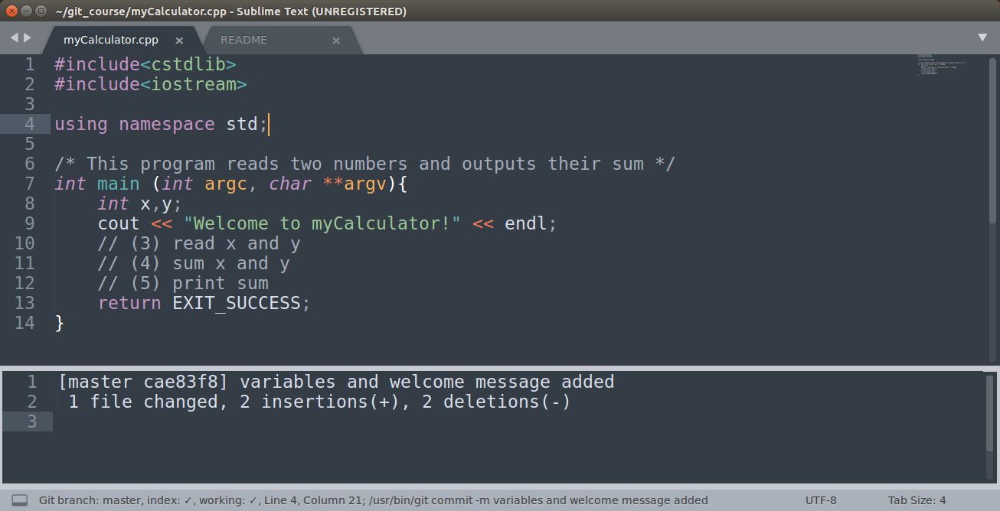 ~/git_course/myCalculator.cpp - Sublime Text (UNREGISTERED)
myCalculator.cpp × README ×
1 #include<cstdlib>
2 #include<iostream>
3
4 using namespace std;
5
6 /* This program reads two numbers and outputs their sum */
7 int main (int argc, char **argv){
8     int x,y;
9     cout << "Welcome to myCalculator!" << endl;
10     // (3) read x and y
11     // (4) sum x and y
12     // (5) print sum
13     return EXIT_SUCCESS;
14 }
1 [master cae83f8] variables and welcome message added
2  1 file changed, 2 insertions(+), 2 deletions(-)
3
Git branch: master, index: ✓, working: ✓, Line 4, Column 21; /usr/bin/git commit -m variables and welcome message added UTF-8 Tab Size: 4